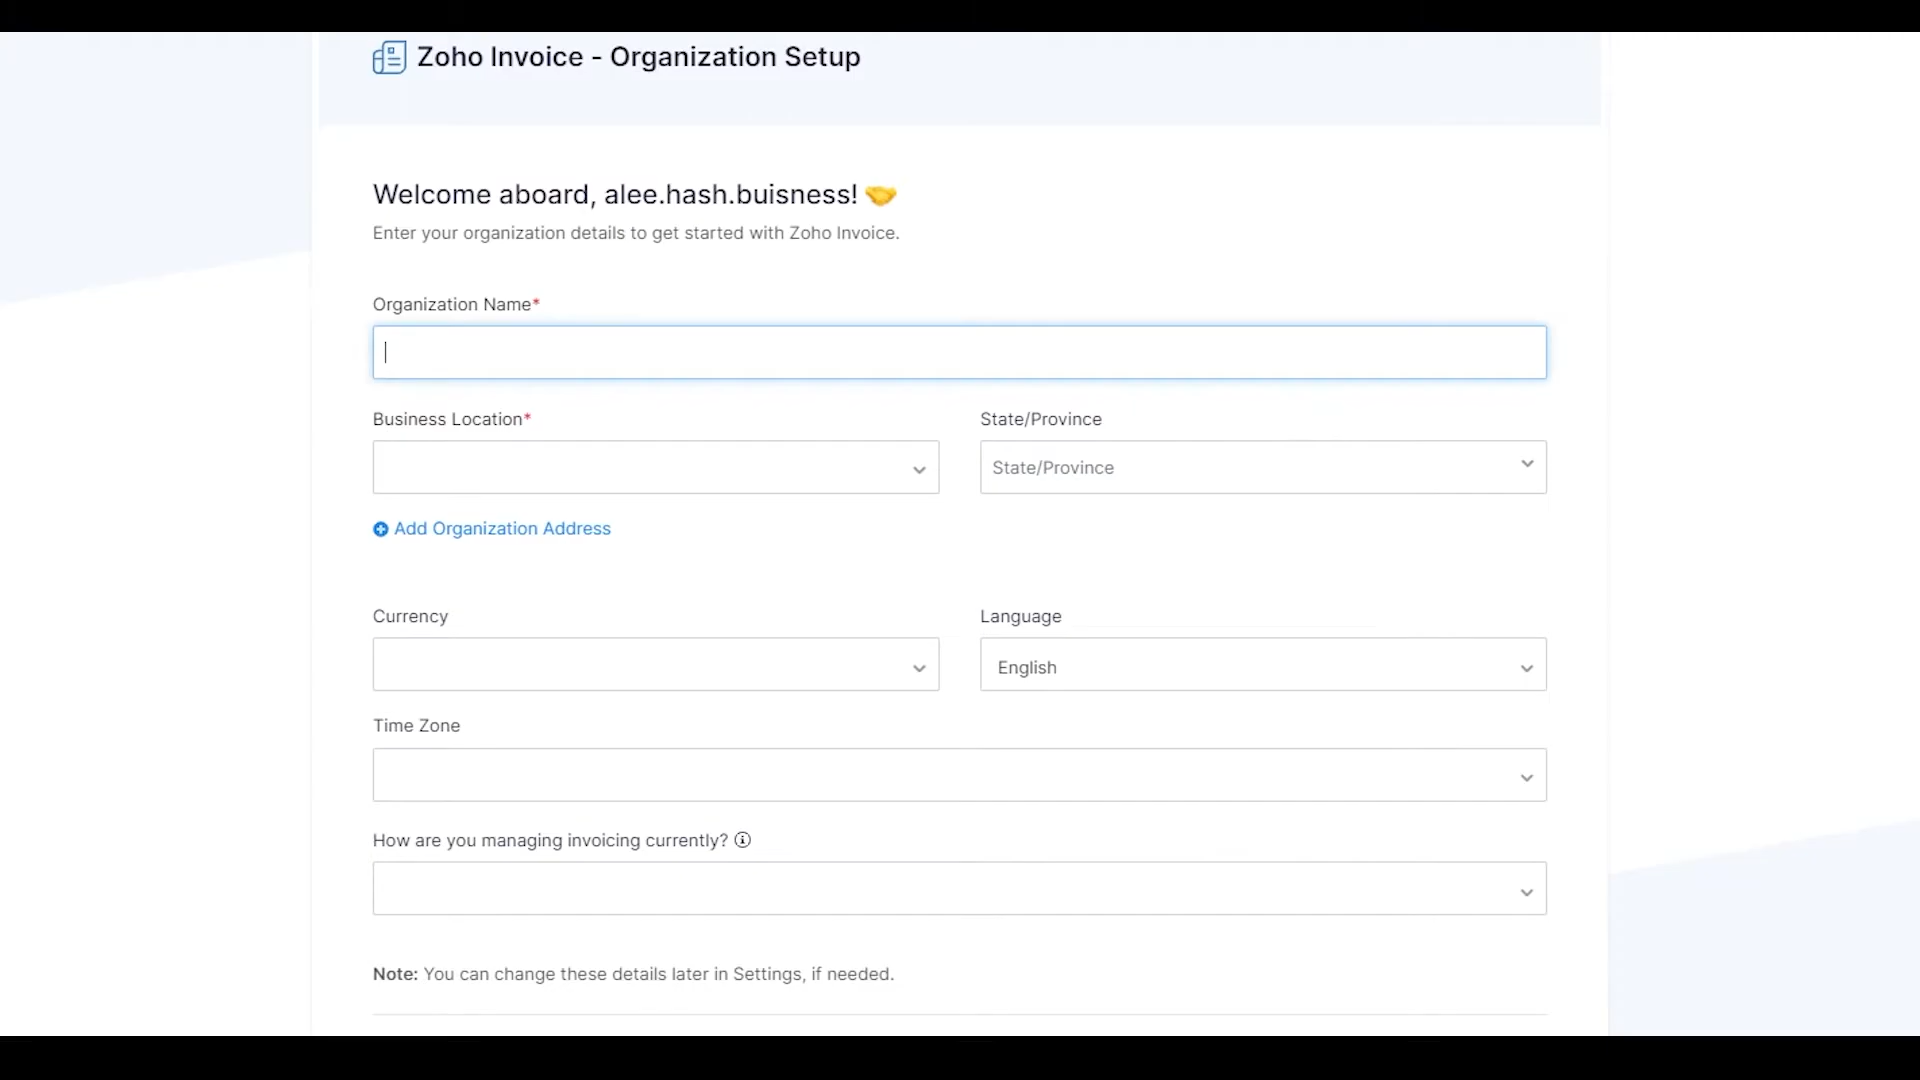 Zoho Invoice - Organization Setup
Welcome aboard, alee.hash.buisness! 🤝
Enter your organization details to get started with Zoho Invoice.
Organization Name*
Business Location*
State/Province
State/Province
Add Organization Address
Currency
Language
English
Time Zone
How are you managing invoicing currently?
Note: You can change these details later in Settings, if needed.